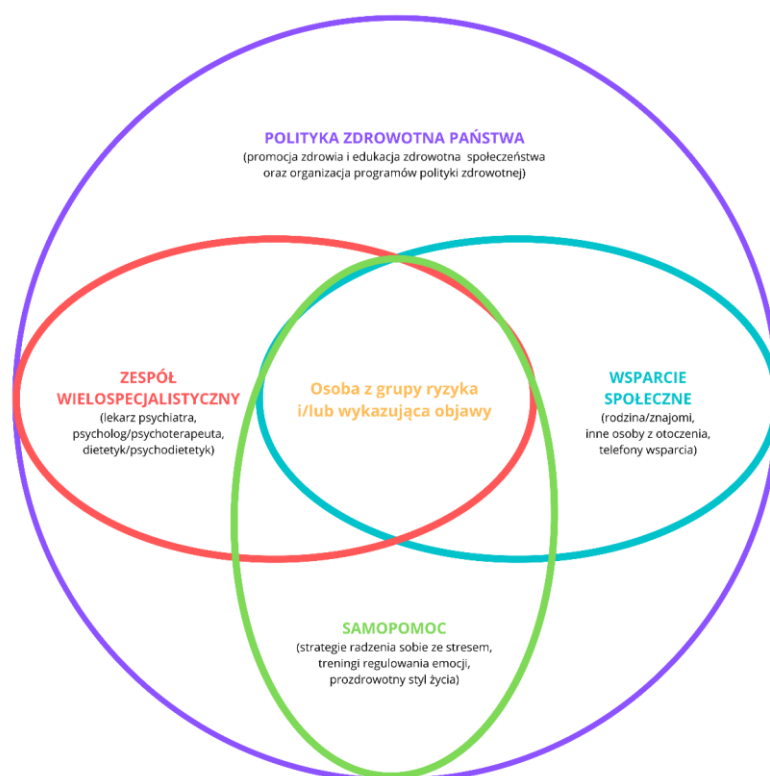 POLITYKA ZDROWOTNA PAŃSTWA
(promocja zdrowia i edukacja zdrowotna społeczeństwa
oraz organizacja programów polityki zdrowotnej)
ZESPÓŁ
WIELOSPECJALISTYCZNY
(lekarz psychiatra,
psycholog/psychoterapeuta,
dietetyk/psychodietetyk)
Osoba z grupy ryzyka
i/lub wykazująca objawy
WSPARCIE
SPOŁECZNE
(rodzina/znajomi,
inne osoby z otoczenia,
telefony wsparcia)
SAMOPOMOC
(strategie radzenia sobie ze stresem,
treningi regulowania emocji,
prozdrowotny styl życia)